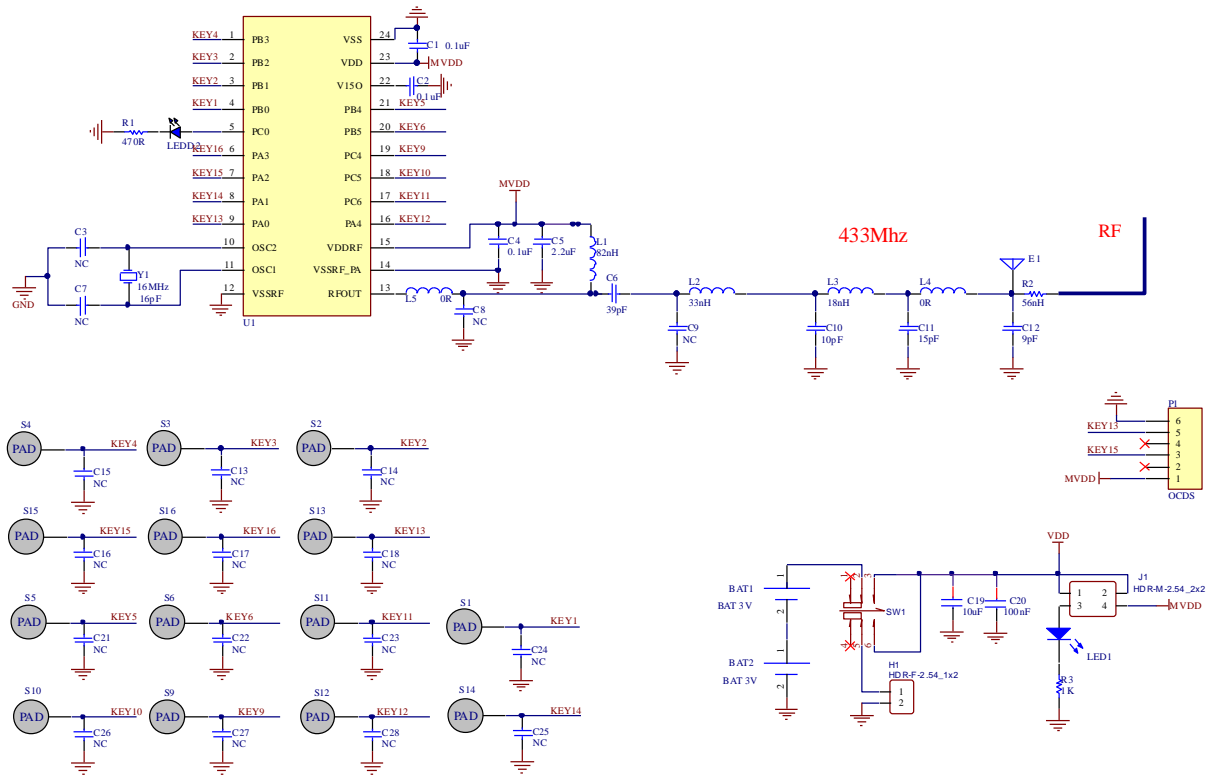 KEY4 1 PB3
KEY3 2 PB2
KEY2 3 PB1
KEY1 4 PB0
5 PC0
KEY16 6 PA3
KEY15 7 PA2
KEY14 8 PA1
KEY13 9 PA0
10 OSC2
11 OSC1
12 VSSRF
U1
VSS 24
VDD 23 MVDD
V15O 22
PB4 21 KEY5
PB5 20 KEY6
PC4 19 KEY9
PC5 18 KEY10
PC6 17 KEY11
PA4 16 KEY12
VDDRF 15
VSSRF_PA 14
RFOUT 13
C1 0.1uF
C2
0.1uF
R1
470R
LEDD2
C3
NC
C7
NC
GND
Y1
16MHz
16pF
MVDD
C4
0.1uF
C5
2.2uF
L1
82nH
L5 0R
C8
NC
C6
39pF
L2
33nH
C9
NC
C10
10pF
L3
18nH
C11
15pF
L4
0R
E1
C12
9pF
R2
56nH
433Mhz
RF
P1
KEY13
KEY15
MVDD
6
5
4
3
2
1
OCDS
S4
PAD
KEY4
C15
NC
S3
PAD
KEY3
C13
NC
S2
PAD
KEY2
C14
NC
S15
PAD
KEY15
C16
NC
S16
PAD
KEY16
C17
NC
S13
PAD
KEY13
C18
NC
S5
PAD
KEY5
C21
NC
S6
PAD
KEY6
C22
NC
S11
PAD
KEY11
C23
NC
S1
PAD
KEY1
C24
NC
S10
PAD
KEY10
C26
NC
S9
PAD
KEY9
C27
NC
S12
PAD
KEY12
C28
NC
S14
PAD
KEY14
C25
NC
BAT1
BAT 3V
1
2
BAT2
BAT 3V
1
2
1 2 3
SW1
4 5 6
H1
HDR-F-2.54_1x2
1
2
C19
10uF
C20
100nF
VDD
J1
HDR-M-2.54_2x2
1 2
3 4
MVDD
LED1
R3
1K